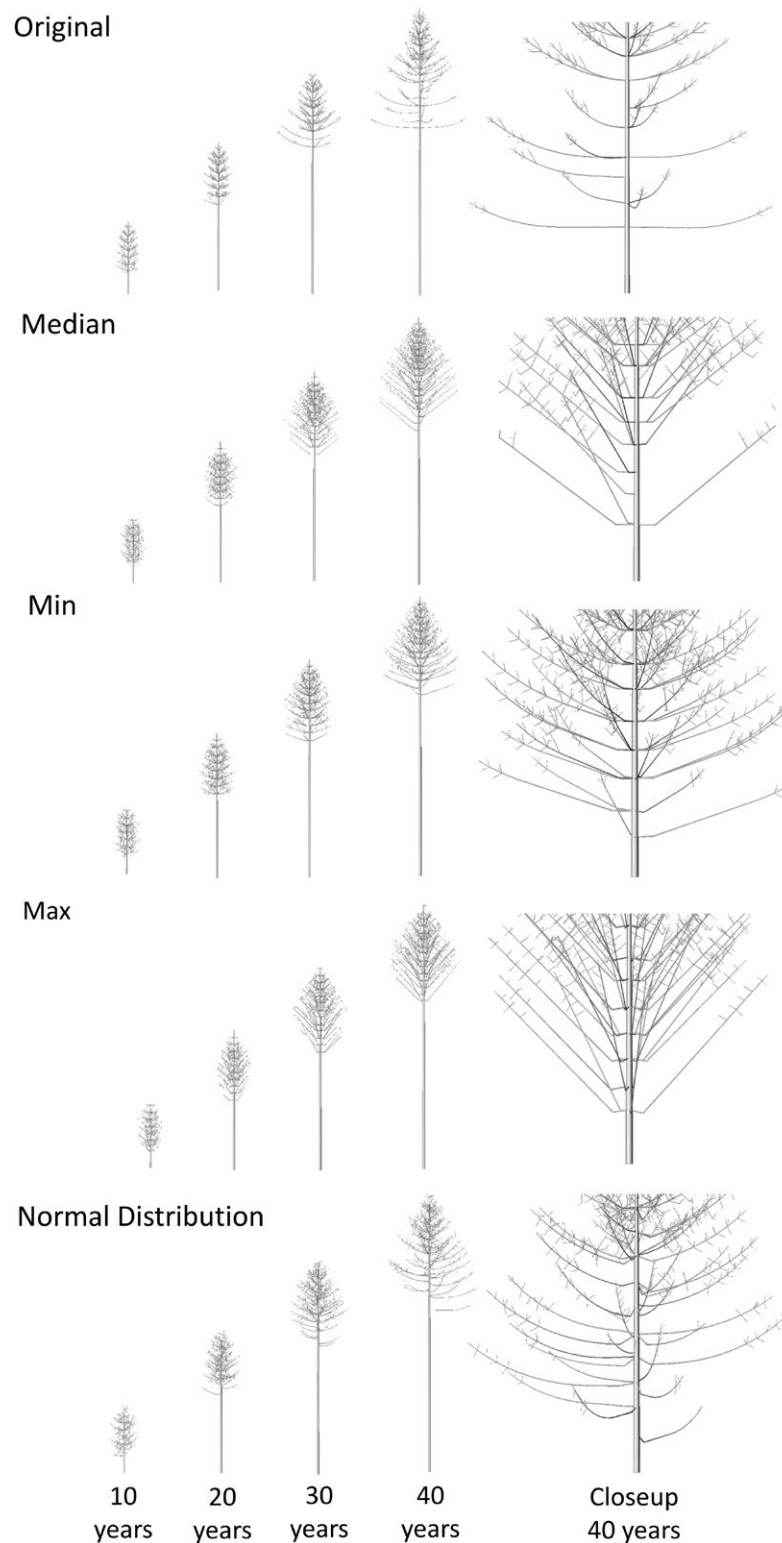 Original
Median
Min
Max
Normal Distribution
10
years
20
years
30
years
40
years
Closeup
40 years